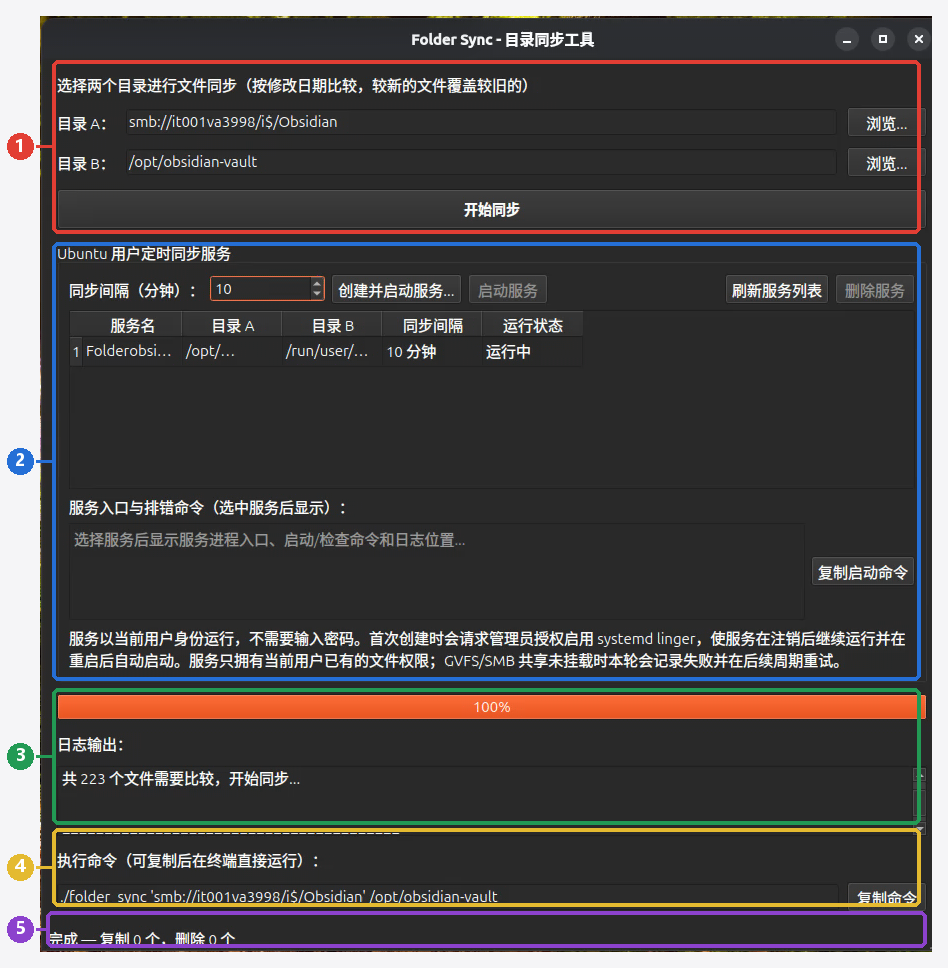 Folder Sync - 目录同步工具
选择两个目录进行文件同步（按修改日期比较，较新的文件覆盖较旧的）
目录 A： smb://it001va3998/i$/Obsidian 浏览...
1
目录 B： /opt/obsidian-vault 浏览...
开始同步
Ubuntu 用户定时同步服务
同步间隔（分钟）： 10 创建并启动服务... 启动服务 刷新服务列表 删除服务
服务名 目录 A 目录 B 同步间隔 运行状态
1 Folderobsi... /opt/... /run/user/... 10 分钟 运行中
2
服务入口与排错命令（选中服务后显示）：
选择服务后显示服务进程入口、启动/检查命令和日志位置...
复制启动命令
服务以当前用户身份运行，不需要输入密码。首次创建时会请求管理员授权启用 systemd linger，使服务在注销后继续运行并在
重启后自动启动。服务只拥有当前用户已有的文件权限；GVFS/SMB 共享未挂载时本轮会记录失败并在后续周期重试。
100%
日志输出：
3
共 223 个文件需要比较，开始同步...
执行命令（可复制后在终端直接运行）：
4
./folder_sync 'smb://it001va3998/i$/Obsidian' /opt/obsidian-vault 复制命令
5
完成 — 复制 0 个，删除 0 个